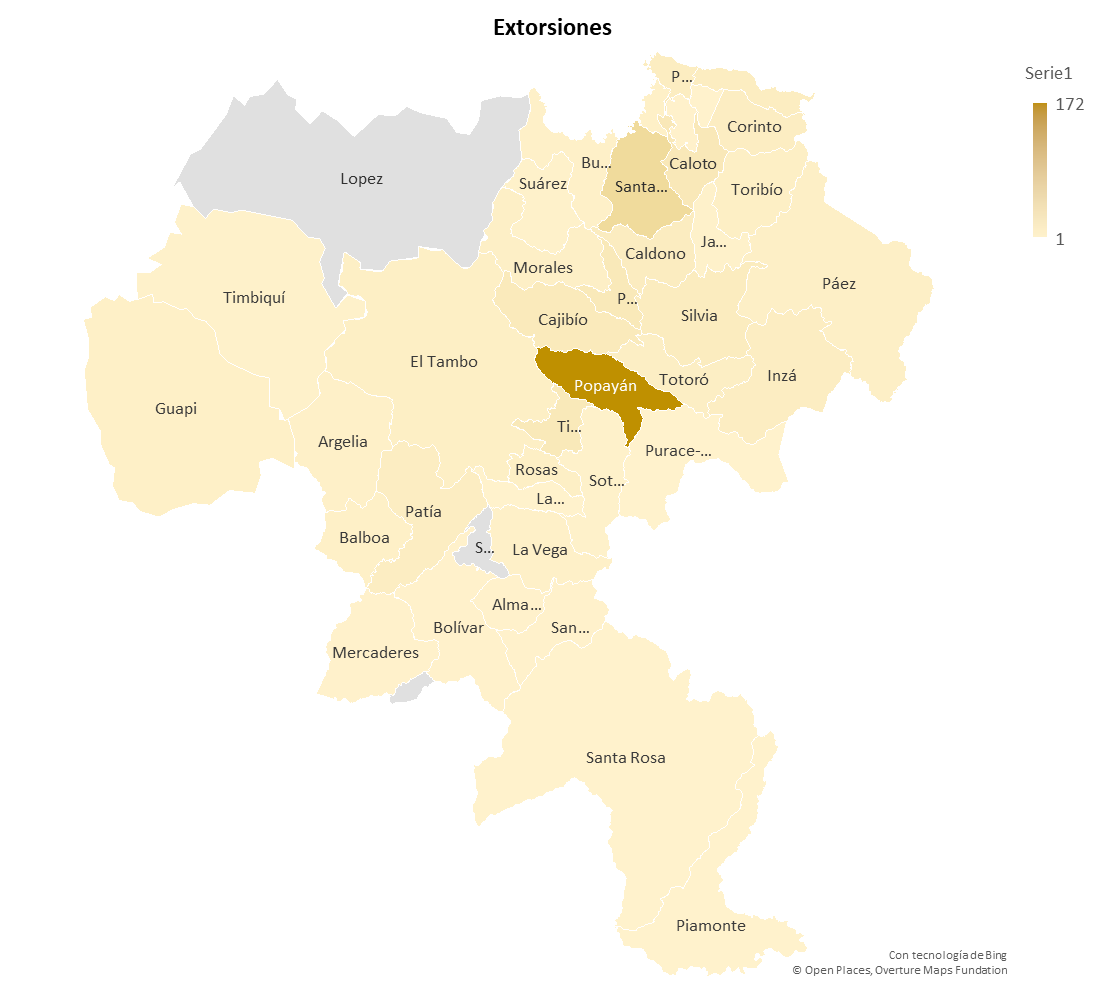 Extorsiones
Serie1
172
1
P...
Corinto
Bu...
Caloto
Lopez
Suárez
Santa...
Toribío
Ja...
Caldono
Morales
Páez
Timbiquí
P...
Silvia
Cajibío
El Tambo
Inzá
Totoró
Popayán
Guapi
Ti...
Argelia
Purace-...
Rosas
Sot...
La...
Patía
Balboa
S...
La Vega
Alma...
Bolívar
San...
Mercaderes
Santa Rosa
Piamonte
Con tecnología de Bing
© Open Places, Overture Maps Fundation